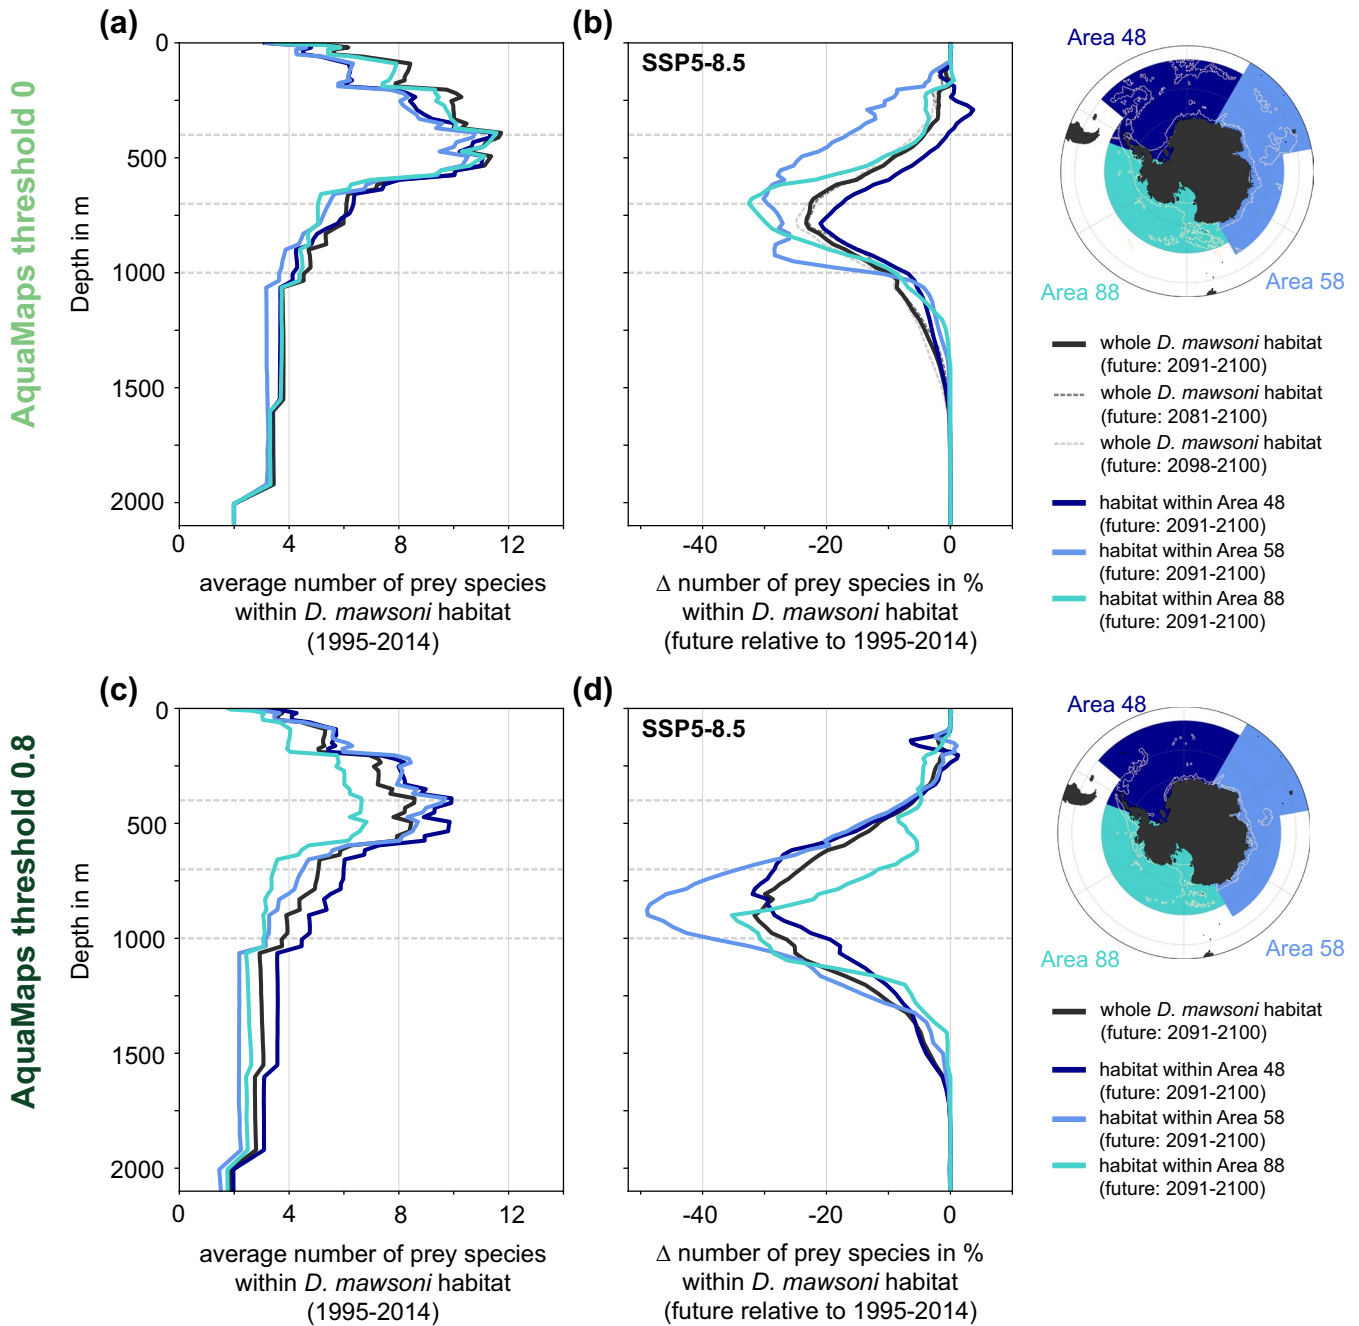 AquaMaps threshold 0
(a)
0
500
1000
1500
2000
Depth in m
0
4
8
12
average number of prey species
within D. mawsoni habitat
(1995-2014)
(b)
SSP5-8.5
-40
-20
0
Δ number of prey species in %
within D. mawsoni habitat
(future relative to 1995-2014)
Area 48
Area 88
Area 58
whole D. mawsoni habitat
(future: 2091-2100)
whole D. mawsoni habitat
(future: 2081-2100)
whole D. mawsoni habitat
(future: 2098-2100)
habitat within Area 48
(future: 2091-2100)
habitat within Area 58
(future: 2091-2100)
habitat within Area 88
(future: 2091-2100)
AquaMaps threshold 0.8
(c)
0
500
1000
1500
2000
Depth in m
0
4
8
12
average number of prey species
within D. mawsoni habitat
(1995-2014)
(d)
SSP5-8.5
-40
-20
0
Δ number of prey species in %
within D. mawsoni habitat
(future relative to 1995-2014)
Area 48
Area 88
Area 58
whole D. mawsoni habitat
(future: 2091-2100)
habitat within Area 48
(future: 2091-2100)
habitat within Area 58
(future: 2091-2100)
habitat within Area 88
(future: 2091-2100)